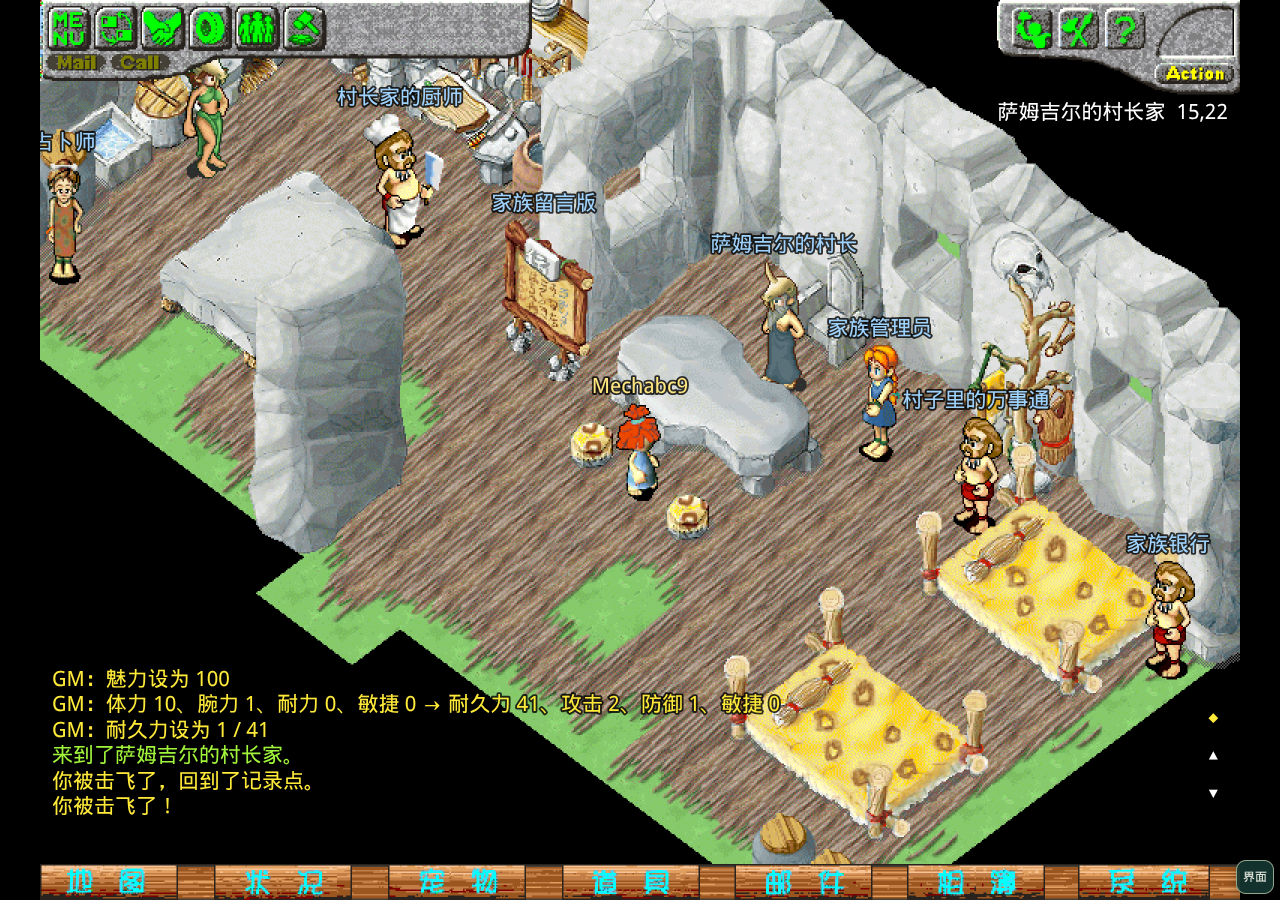 MENU
Mail Call
Action
萨姆吉尔的村长家 15,22
村长家的厨师
占卜师
家族留言版
萨姆吉尔的村长
家族管理员
Mechabc9
村子里的万事通
家族银行
GM：魅力设为 100
GM：体力 10、腕力 1、耐力 0、敏捷 0 → 耐久力 41、攻击 2、防御 1、敏捷 0
GM：耐久力设为 1 / 41
来到了萨姆吉尔的村长家。
你被击飞了，回到了记录点。
你被击飞了！
地图 状况 宠物 道具 邮件 相簿 系统
界面